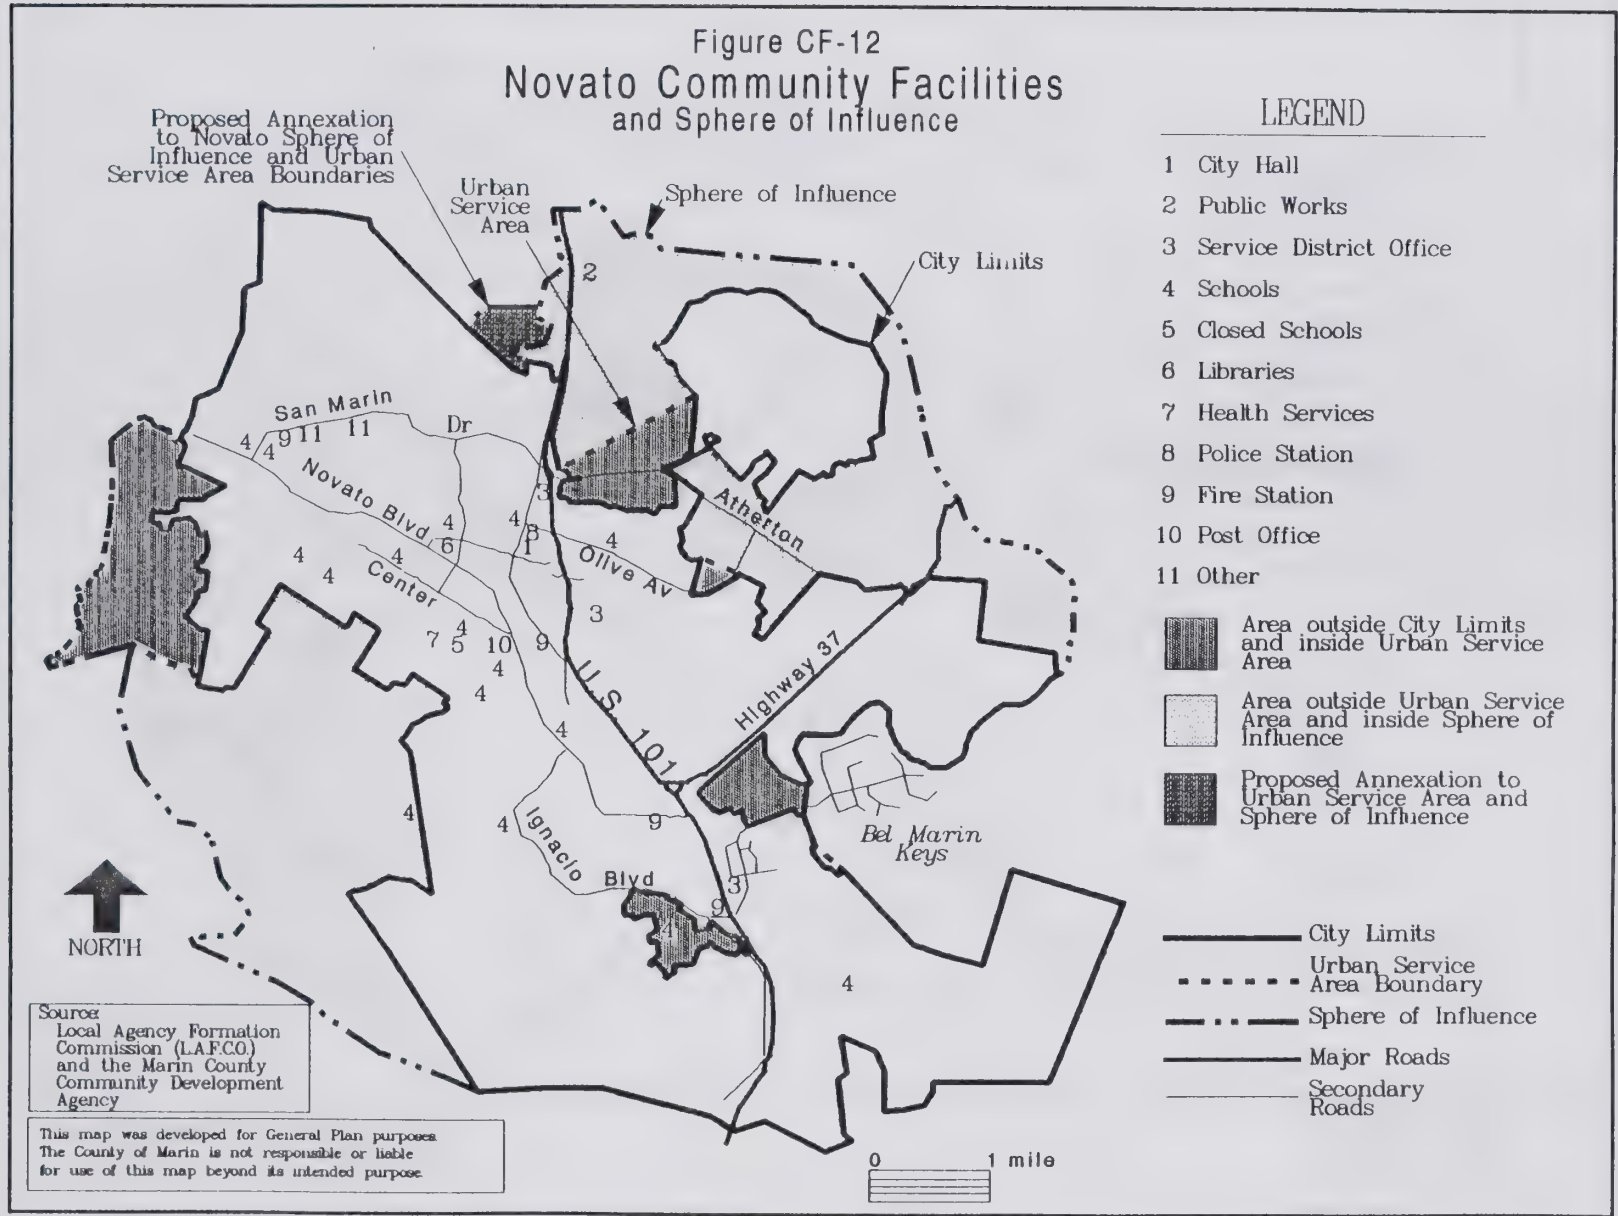 Figure CF-12
Novato Community Facilities
and Sphere of Influence
Proposed Annexation
to Novato Sphere of
Influence and Urban
Service Area Boundaries
Urban
Service
Area
Sphere of Influence
City Limits
2
San Marin
Dr
4
4
9
11
11
Novato Blvd
3
4
4
3
6
1
4
Olive Av
Atherton
4
4
4
Center
3
7
4
5
10
9
4
4
U.S. 101
Highway 37
4
4
4
9
Ignacio
Blvd
Bel Marin
Keys
3
9
4
4
NORTH
LEGEND
1 City Hall
2 Public Works
3 Service District Office
4 Schools
5 Closed Schools
6 Libraries
7 Health Services
8 Police Station
9 Fire Station
10 Post Office
11 Other
Area outside City Limits
and inside Urban Service
Area
Area outside Urban Service
Area and inside Sphere of
Influence
Proposed Annexation to
Urban Service Area and
Sphere of Influence
City Limits
Urban Service
Area Boundary
Sphere of Influence
Major Roads
Secondary
Roads
Source:
Local Agency Formation
Commission (L.A.F.C.O.)
and the Marin County
Community Development
Agency
This map was developed for General Plan purposes.
The County of Marin is not responsible or liable
for use of this map beyond its intended purpose.
0 1 mile